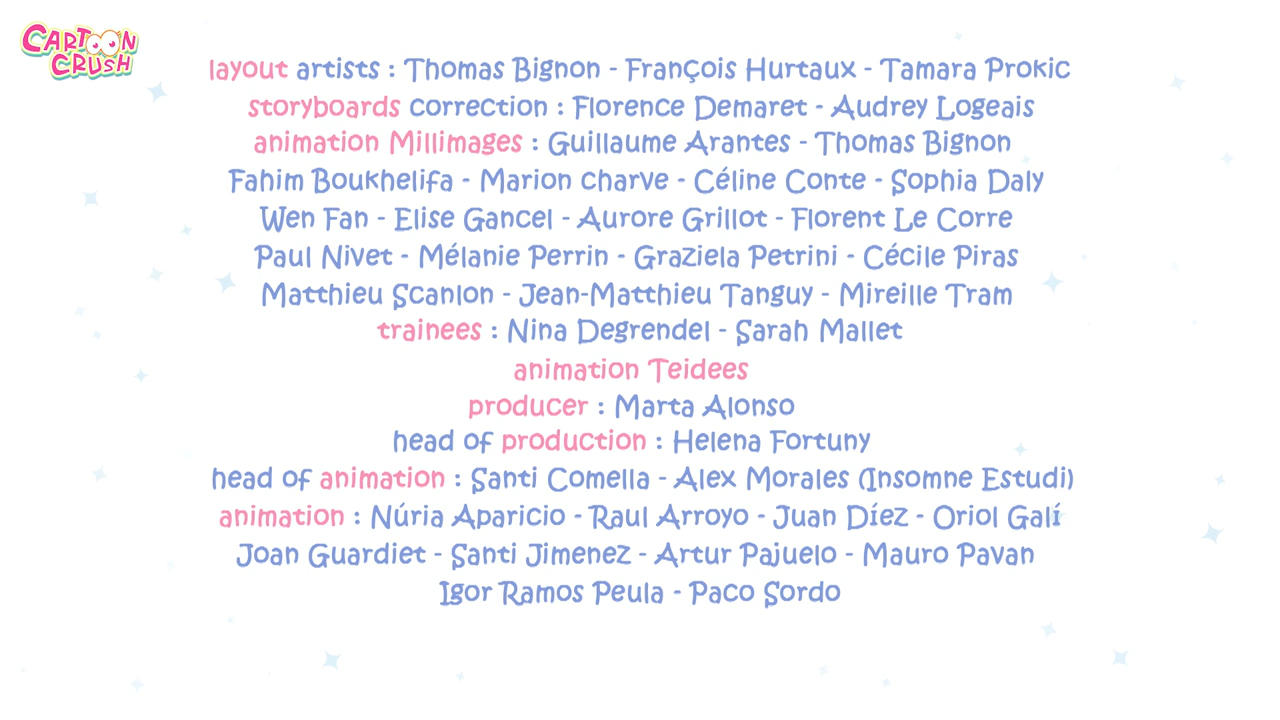 CARTOON
CRUSH
layout artists : Thomas Bignon - François Hurtaux - Tamara Prokic
storyboards correction : Florence Demaret - Audrey Logeais
animation Millimages : Guillaume Arantes - Thomas Bignon
Fahim Boukhelifa - Marion charve - Céline Conte - Sophia Daly
Wen Fan - Elise Gancel - Aurore Grillot - Florent Le Corre
Paul Nivet - Mélanie Perrin - Graziela Petrini - Cécile Piras
Matthieu Scanlon - Jean-Matthieu Tanguy - Mireille Tram
trainees : Nina Degrendel - Sarah Mallet
animation Teidees
producer : Marta Alonso
head of production : Helena Fortuny
head of animation : Santi Comella - Alex Morales (Insomne Estudi)
animation : Núria Aparicio - Raul Arroyo - Juan Díez - Oriol Galí
Joan Guardiet - Santi Jimenez - Artur Pajuelo - Mauro Pavan
Igor Ramos Peula - Paco Sordo